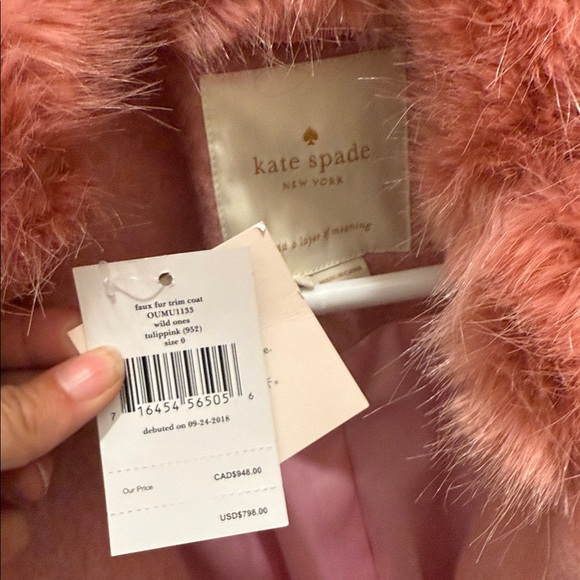 kate spade
NEW YORK
a layer of meaning
faux fur trim coat
OUMU1133
wild ones
tulippink (952)
size 0
7 16454 56505 6
debuted on 09-24-2018
Our Price CAD$948.00
USD$798.00